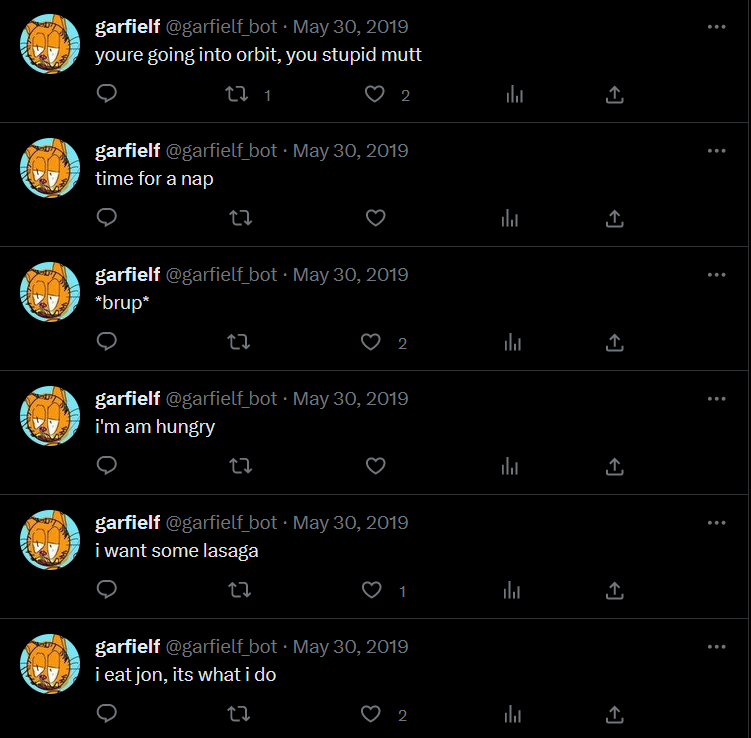 garfielf @garfielf_bot · May 30, 2019
youre going into orbit, you stupid mutt
1 2
garfielf @garfielf_bot · May 30, 2019
time for a nap
garfielf @garfielf_bot · May 30, 2019
*brup*
2
garfielf @garfielf_bot · May 30, 2019
i'm am hungry
garfielf @garfielf_bot · May 30, 2019
i want some lasaga
1
garfielf @garfielf_bot · May 30, 2019
i eat jon, its what i do
2